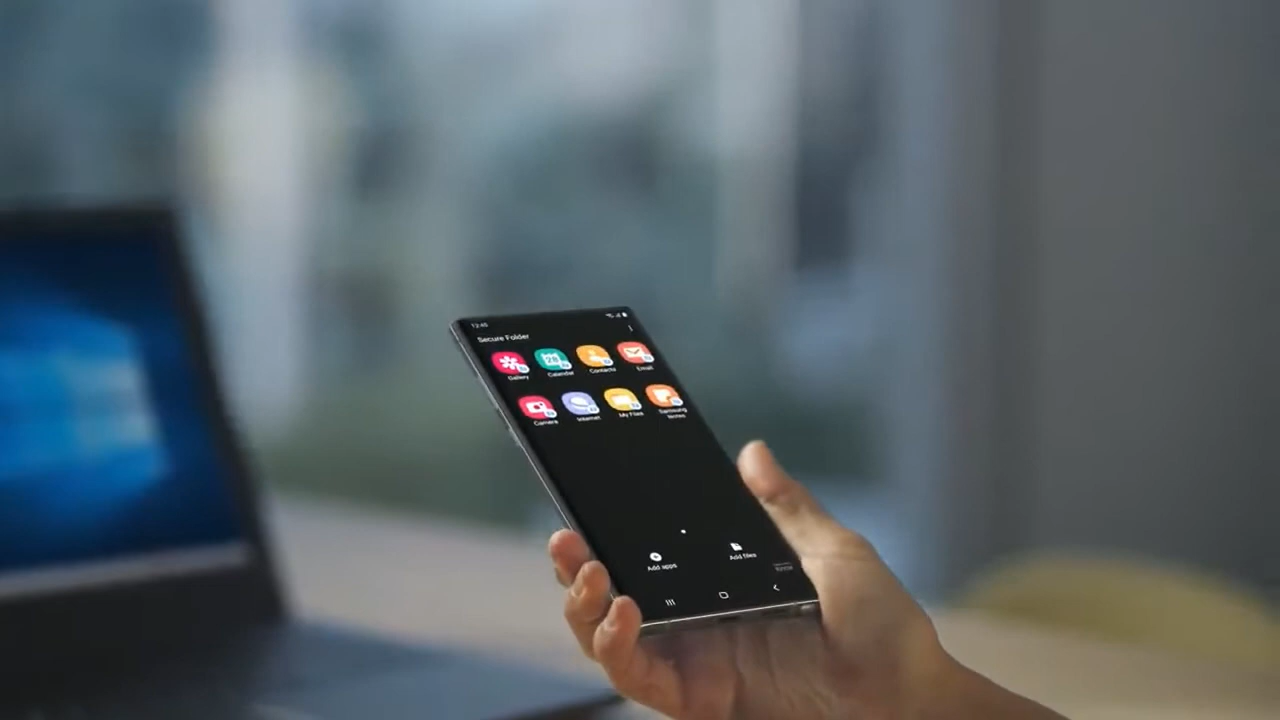 12:45
Secure Folder
Gallery
Calendar
Contacts
Email
Camera
Internet
My Files
Samsung
Notes
Add apps
Add files